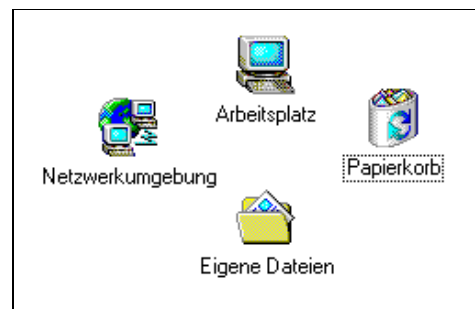 Arbeitsplatz
Netzwerkumgebung
Papierkorb
Eigene Dateien